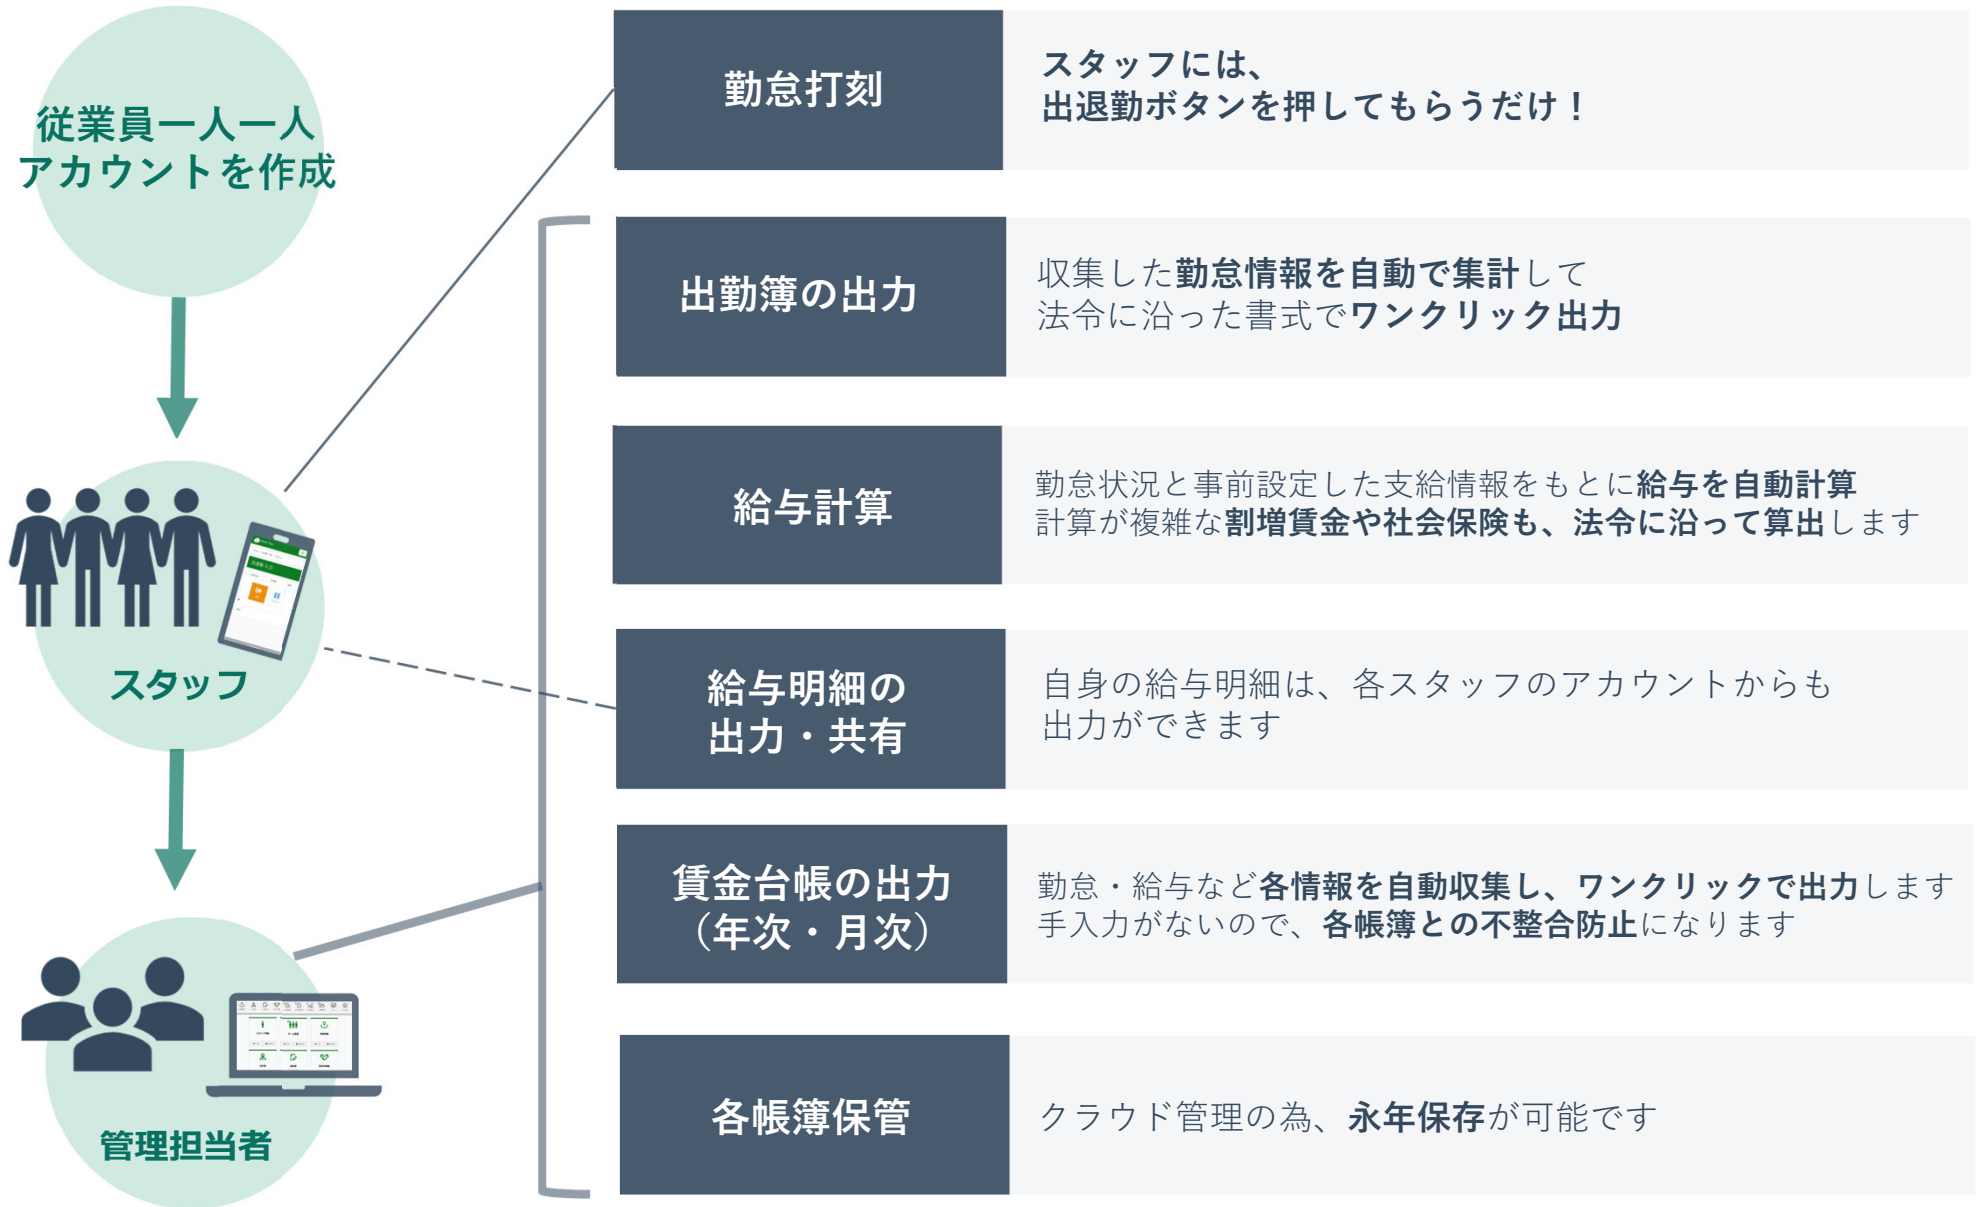 従業員一人一人
アカウントを作成
スタッフ
管理担当者
勤怠打刻
スタッフには、
出退勤ボタンを押してもらうだけ！
出勤簿の出力
収集した勤怠情報を自動で集計して
法令に沿った書式でワンクリック出力
給与計算
勤怠状況と事前設定した支給情報をもとに給与を自動計算
計算が複雑な割増賃金や社会保険も、法令に沿って算出します
給与明細の
出力・共有
自身の給与明細は、各スタッフのアカウントからも
出力ができます
賃金台帳の出力
（年次・月次）
勤怠・給与など各情報を自動収集し、ワンクリックで出力します
手入力がないので、各帳簿との不整合防止になります
各帳簿保管
クラウド管理の為、永年保存が可能です